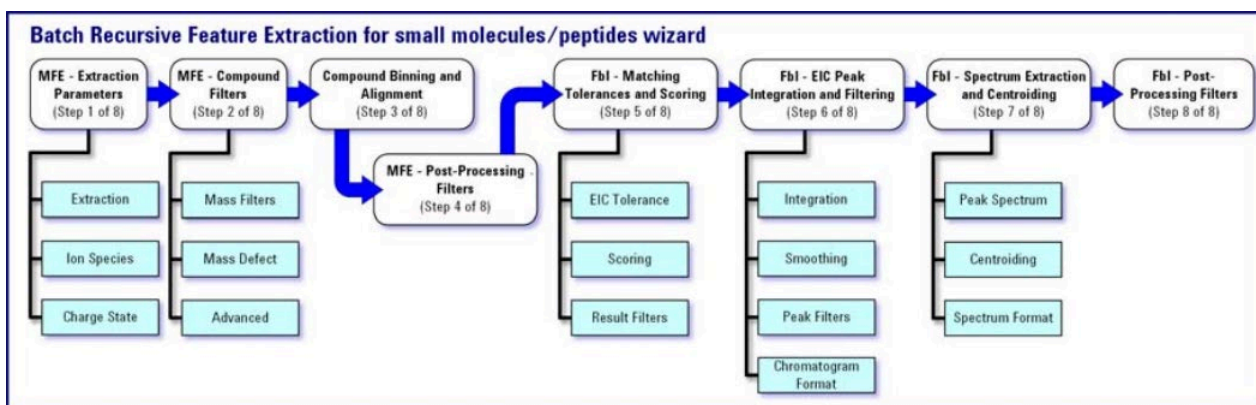 Batch Recursive Feature Extraction for small molecules/peptides wizard
MFE - Extraction
Parameters
(Step 1 of 8)
Extraction
Ion Species
Charge State
MFE - Compound
Filters
(Step 2 of 8)
Mass Filters
Mass Defect
Advanced
Compound Binning and
Alignment
(Step 3 of 8)
MFE - Post-Processing
Filters
(Step 4 of 8)
FbI - Matching
Tolerances and Scoring
(Step 5 of 8)
EIC Tolerance
Scoring
Result Filters
FbI - EIC Peak
Integration and Filtering
(Step 6 of 8)
Integration
Smoothing
Peak Filters
Chromatogram
Format
FbI - Spectrum Extraction
and Centroiding
(Step 7 of 8)
Peak Spectrum
Centroiding
Spectrum Format
FbI - Post-
Processing Filters
(Step 8 of 8)